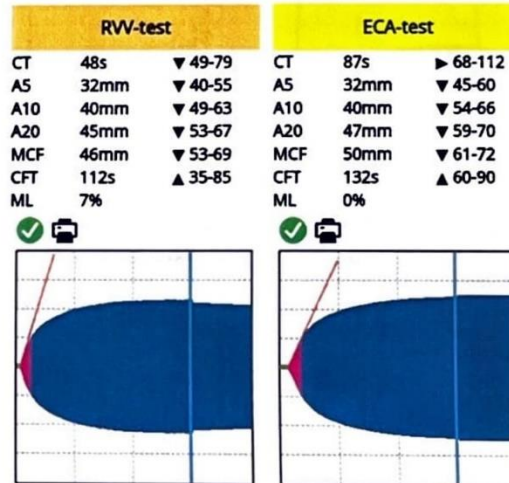 RVV-test
CT 48s ▼ 49-79
A5 32mm ▼ 40-55
A10 40mm ▼ 49-63
A20 45mm ▼ 53-67
MCF 46mm ▼ 53-69
CFT 112s ▲ 35-85
ML 7%
ECA-test
CT 87s ► 68-112
A5 32mm ▼ 45-60
A10 40mm ▼ 54-66
A20 47mm ▼ 59-70
MCF 50mm ▼ 61-72
CFT 132s ▲ 60-90
ML 0%